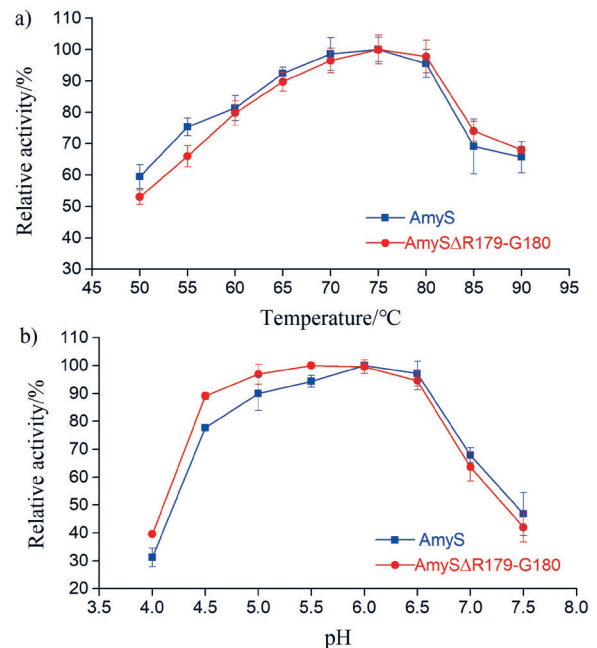 a)
Relative activity/%
110
100
90
80
70
60
50
40
30
AmyS
AmySΔR179-G180
45 50 55 60 65 70 75 80 85 90 95
Temperature/°C
b)
Relative activity/%
110
100
90
80
70
60
50
40
30
20
AmyS
AmySΔR179-G180
3.5 4.0 4.5 5.0 5.5 6.0 6.5 7.0 7.5 8.0
pH